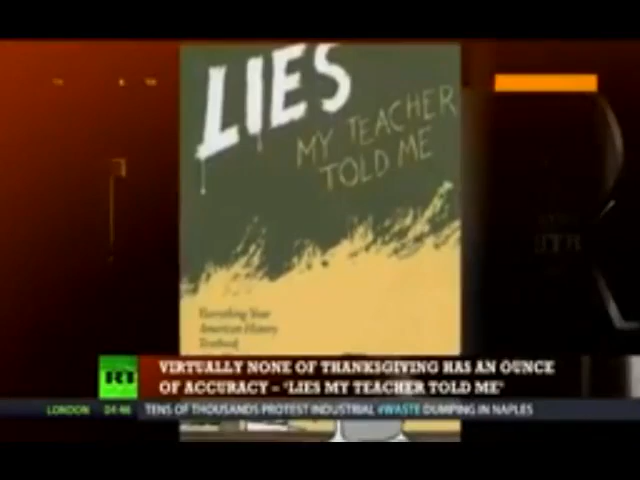 LIES
MY TEACHER
TOLD ME
Everything Your
American History
Textbook
RT
VIRTUALLY NONE OF THANKSGIVING HAS AN OUNCE
OF ACCURACY – 'LIES MY TEACHER TOLD ME'
LONDON 04:46 TENS OF THOUSANDS PROTEST INDUSTRIAL #WASTE DUMPING IN NAPLES